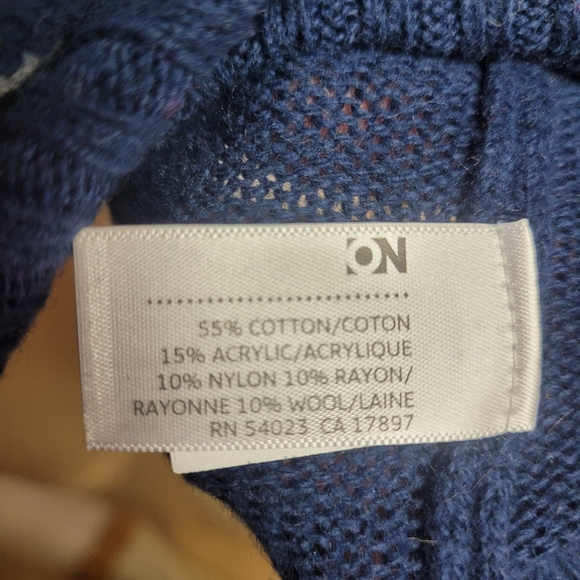 ON
55% COTTON/COTON
15% ACRYLIC/ACRYLIQUE
10% NYLON 10% RAYON/
RAYONNE 10% WOOL/LAINE
RN 54023 CA 17897